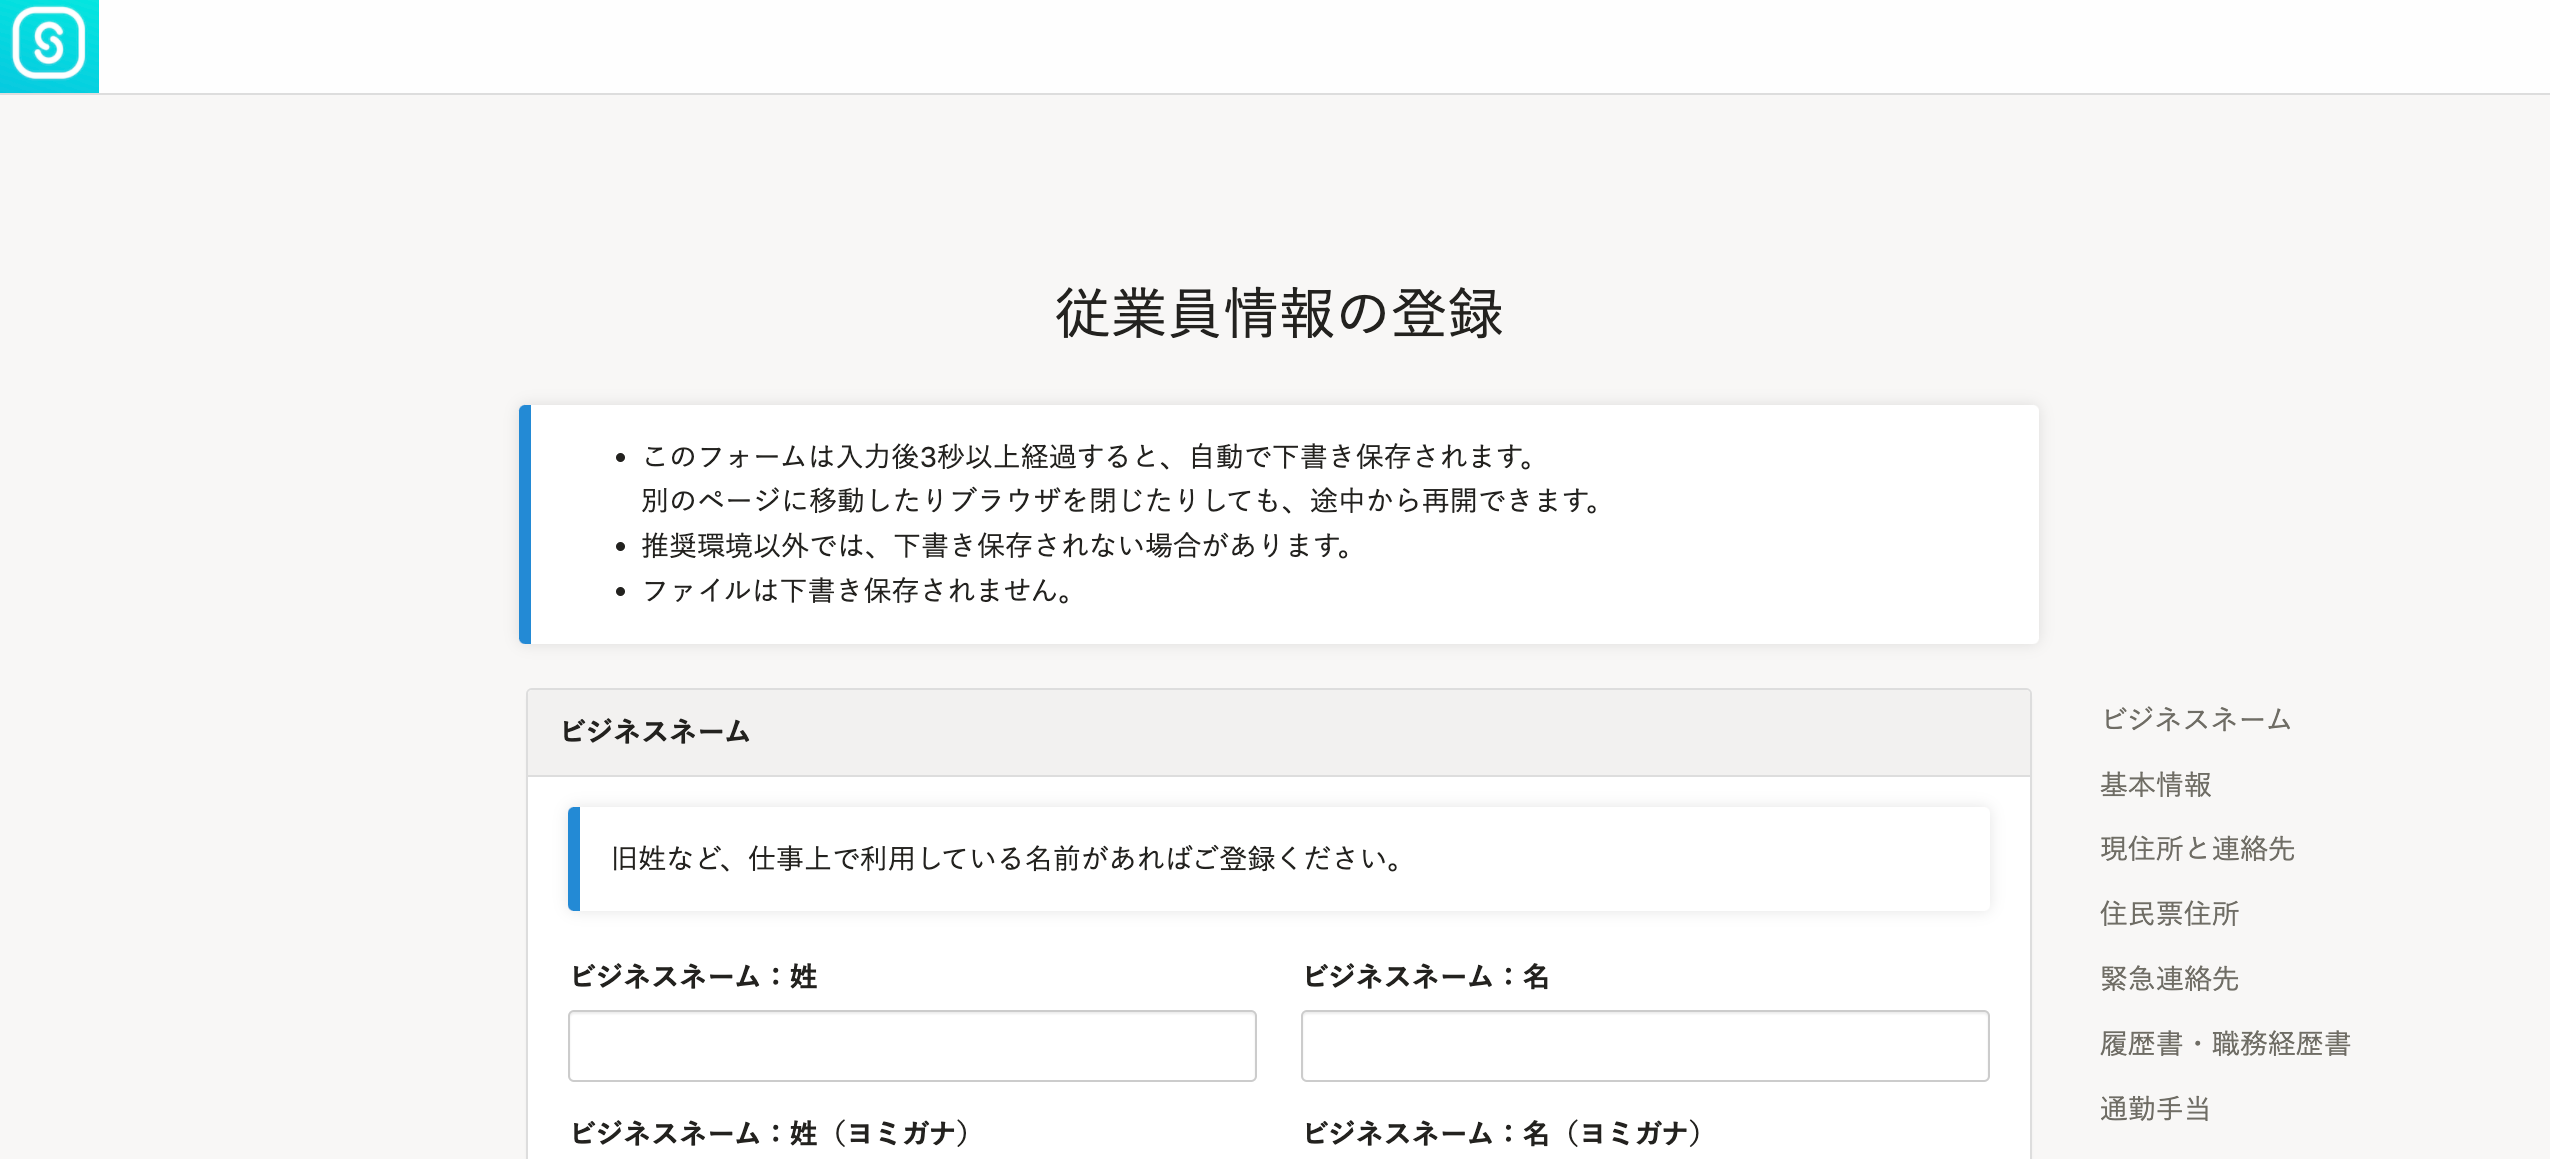 従業員情報の登録
・このフォームは入力後3秒以上経過すると、自動で下書き保存されます。
別のページに移動したりブラウザを閉じたりしても、途中から再開できます。
・推奨環境以外では、下書き保存されない場合があります。
・ファイルは下書き保存されません。
ビジネスネーム
旧姓など、仕事上で利用している名前があればご登録ください。
ビジネスネーム：姓
ビジネスネーム：名
ビジネスネーム：姓（ヨミガナ）
ビジネスネーム：名（ヨミガナ）
ビジネスネーム
基本情報
現住所と連絡先
住民票住所
緊急連絡先
履歴書・職務経歴書
通勤手当